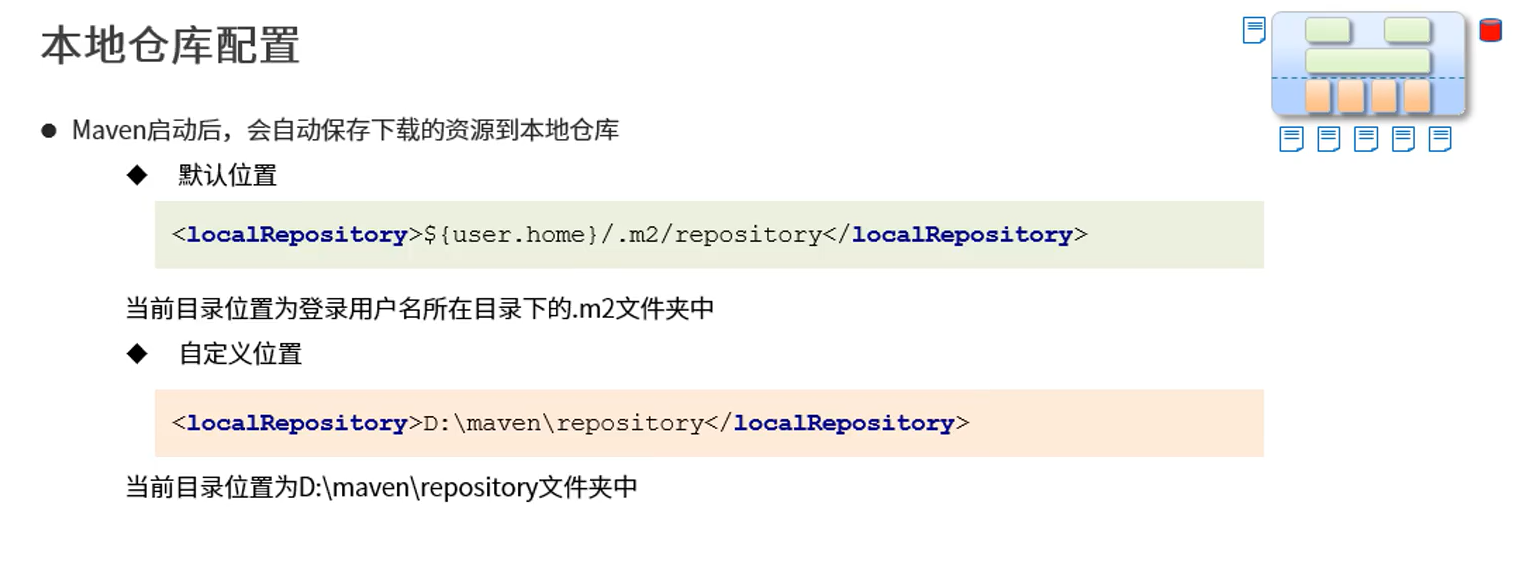 本地仓库配置
Maven启动后，会自动保存下载的资源到本地仓库
默认位置
<localRepository>${user.home}/.m2/repository</localRepository>
当前目录位置为登录用户名所在目录下的.m2文件夹中
自定义位置
<localRepository>D:\maven\repository</localRepository>
当前目录位置为D:\maven\repository文件夹中